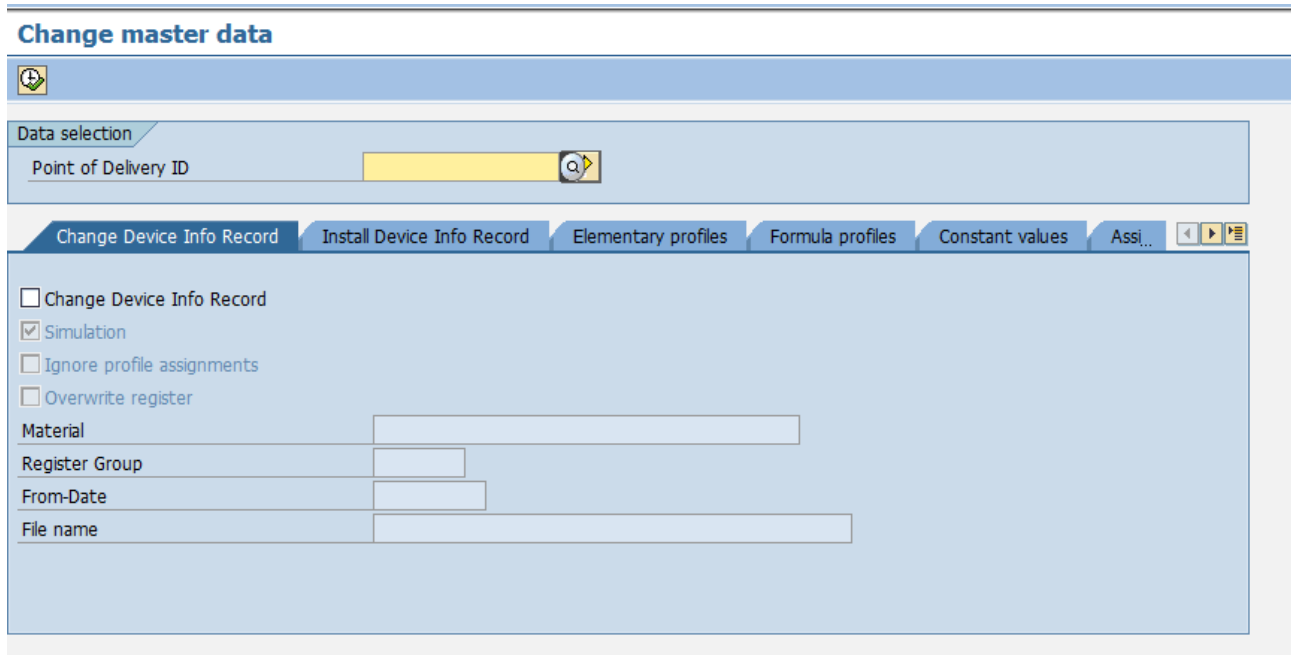 Change master data
Data selection
Point of Delivery ID
Change Device Info Record Install Device Info Record Elementary profiles Formula profiles Constant values Assi...
Change Device Info Record
Simulation
Ignore profile assignments
Overwrite register
Material
Register Group
From-Date
File name